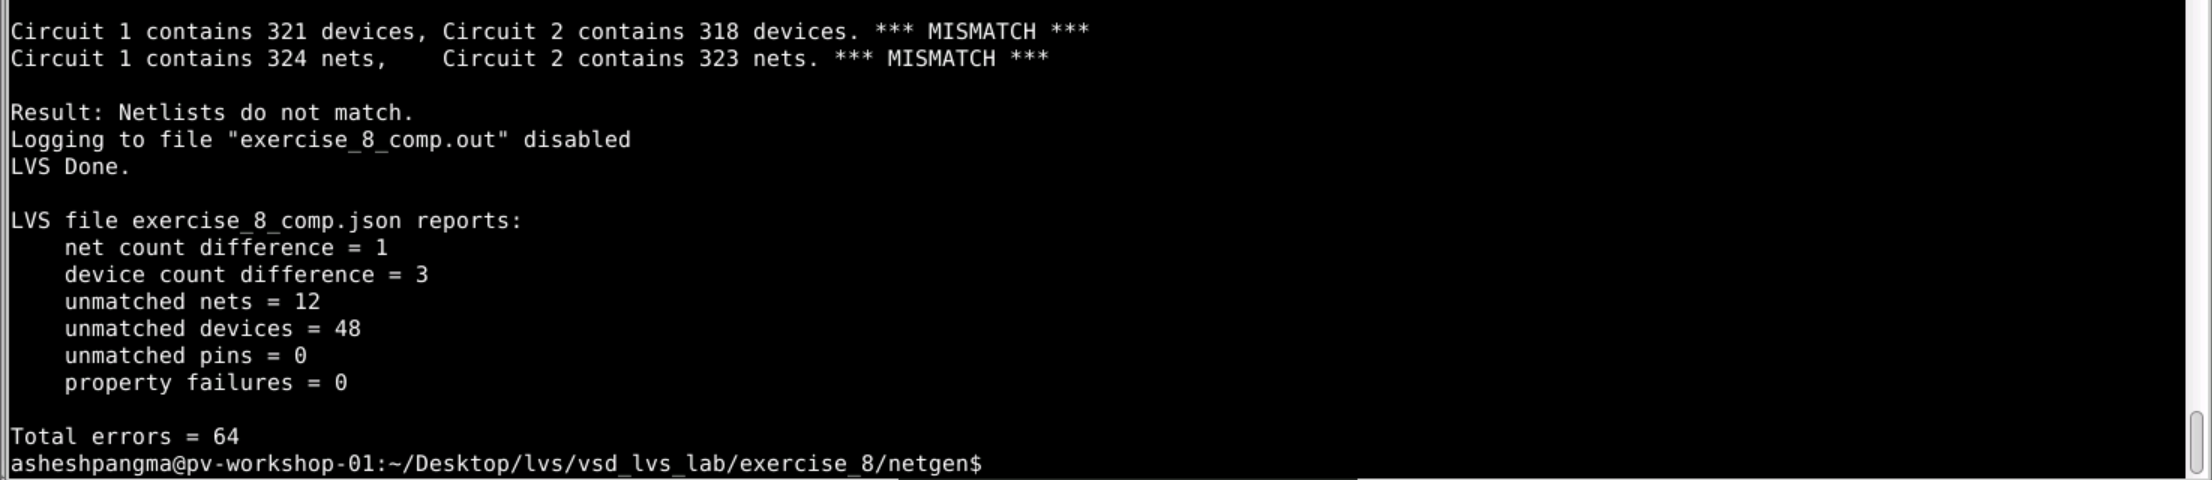 Circuit 1 contains 321 devices, Circuit 2 contains 318 devices. *** MISMATCH ***
Circuit 1 contains 324 nets,    Circuit 2 contains 323 nets. *** MISMATCH ***
Result: Netlists do not match.
Logging to file "exercise_8_comp.out" disabled
LVS Done.
LVS file exercise_8_comp.json reports:
    net count difference = 1
    device count difference = 3
    unmatched nets = 12
    unmatched devices = 48
    unmatched pins = 0
    property failures = 0
Total errors = 64
asheshpangma@pv-workshop-01:~/Desktop/lvs/vsd_lvs_lab/exercise_8/netgen$